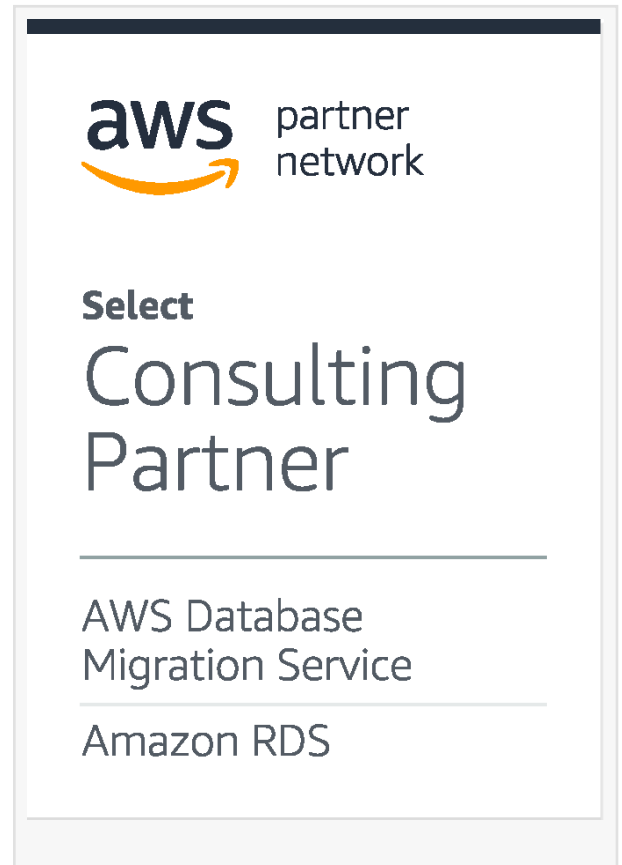 aws
partner
network
Select
Consulting
Partner
AWS Database
Migration Service
Amazon RDS